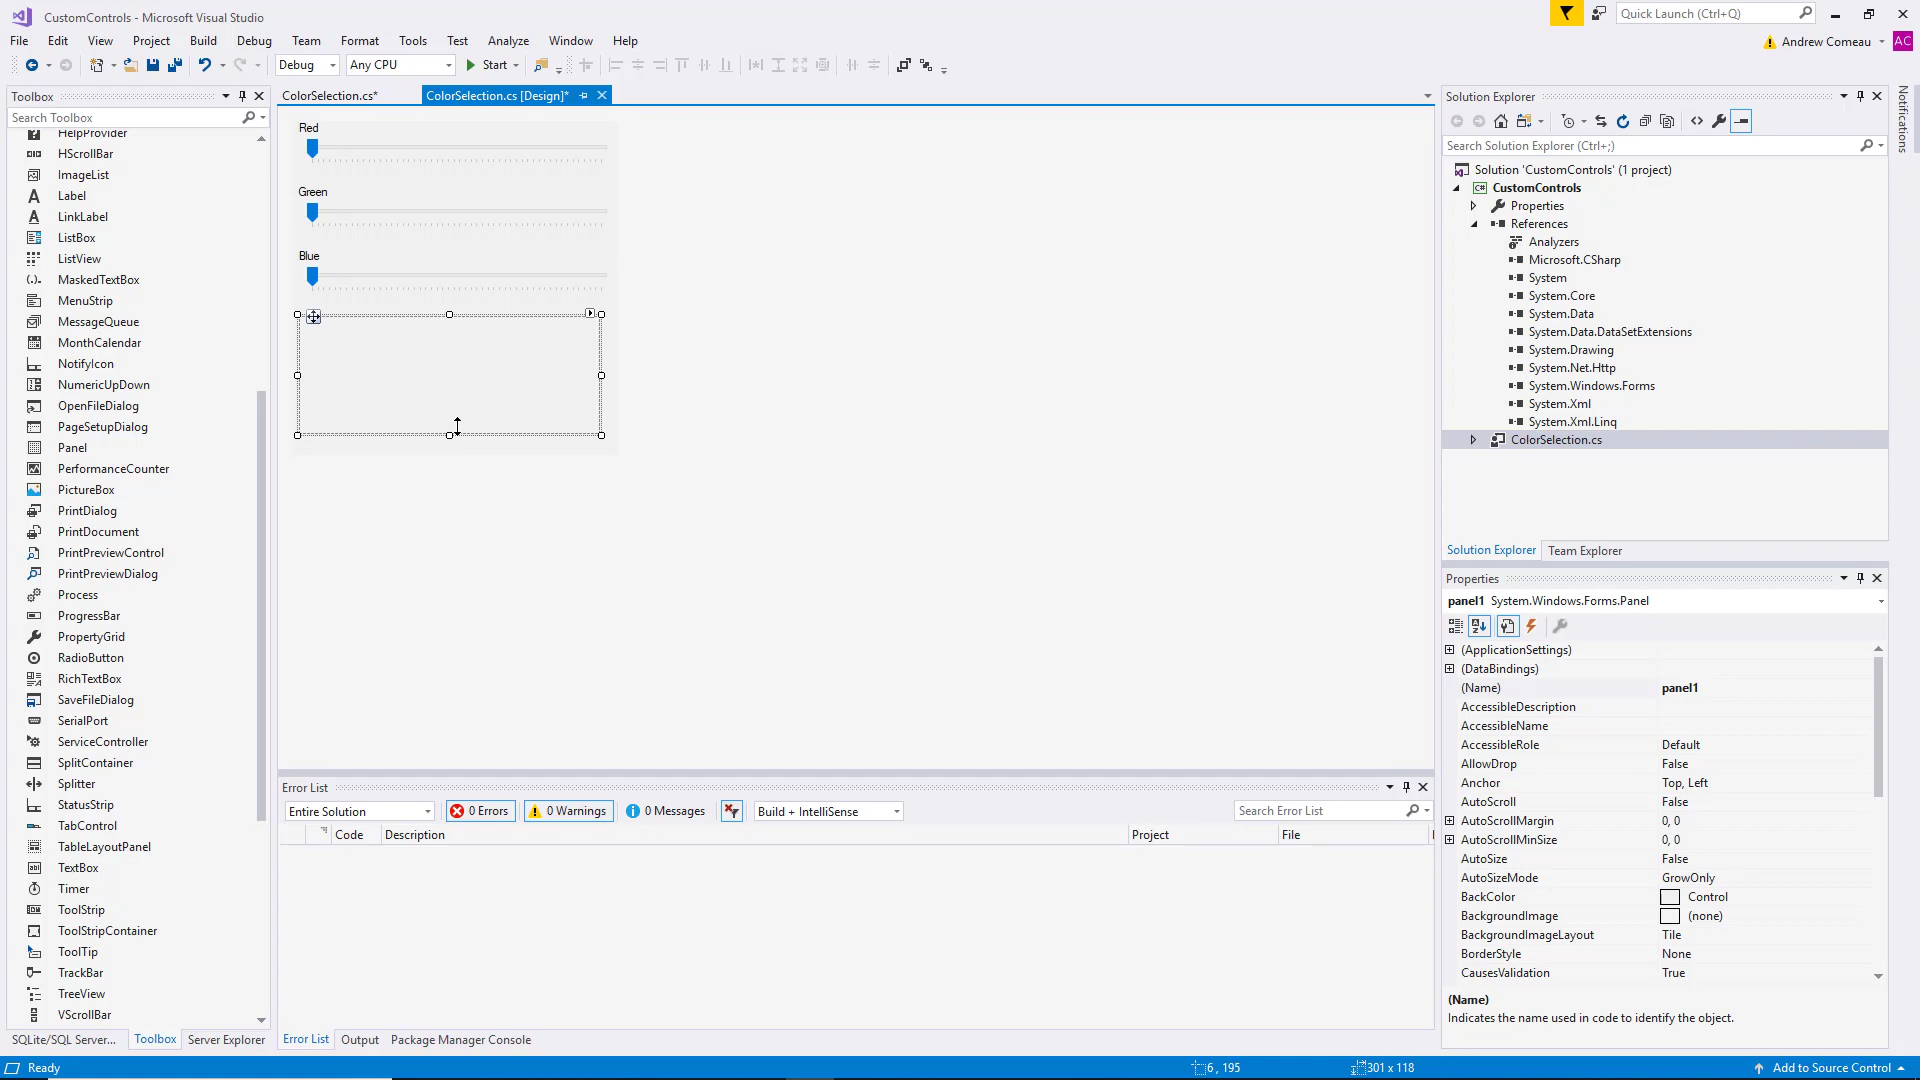 CustomControls - Microsoft Visual Studio
Quick Launch (Ctrl+Q)
File Edit View Project Build Debug Team Format Tools Test Analyze Window Help
Andrew Comeau AC
Debug Any CPU Start
Toolbox
Search Toolbox
HelpProvider
HScrollBar
ImageList
Label
LinkLabel
ListBox
ListView
MaskedTextBox
MenuStrip
MessageQueue
MonthCalendar
NotifyIcon
NumericUpDown
OpenFileDialog
PageSetupDialog
Panel
PerformanceCounter
PictureBox
PrintDialog
PrintDocument
PrintPreviewControl
PrintPreviewDialog
Process
ProgressBar
PropertyGrid
RadioButton
RichTextBox
SaveFileDialog
SerialPort
ServiceController
SplitContainer
Splitter
StatusStrip
TabControl
TableLayoutPanel
TextBox
Timer
ToolStrip
ToolStripContainer
ToolTip
TrackBar
TreeView
VScrollBar
SQLite/SQL Server... Toolbox Server Explorer
ColorSelection.cs* ColorSelection.cs [Design]*
Red
Green
Blue
Error List
Entire Solution 0 Errors 0 Warnings 0 Messages Build + IntelliSense Search Error List
Code Description Project File
Error List Output Package Manager Console
Solution Explorer
Search Solution Explorer (Ctrl+;)
Solution 'CustomControls' (1 project)
C# CustomControls
Properties
References
Analyzers
Microsoft.CSharp
System
System.Core
System.Data
System.Data.DataSetExtensions
System.Drawing
System.Net.Http
System.Windows.Forms
System.Xml
System.Xml.Linq
ColorSelection.cs
Solution Explorer Team Explorer
Properties
panel1 System.Windows.Forms.Panel
(ApplicationSettings)
(DataBindings)
(Name) panel1
AccessibleDescription
AccessibleName
AccessibleRole Default
AllowDrop False
Anchor Top, Left
AutoScroll False
AutoScrollMargin 0, 0
AutoScrollMinSize 0, 0
AutoSize False
AutoSizeMode GrowOnly
BackColor Control
BackgroundImage (none)
BackgroundImageLayout Tile
BorderStyle None
CausesValidation True
(Name)
Indicates the name used in code to identify the object.
Notifications
Ready 6 , 195 301 x 118 Add to Source Control